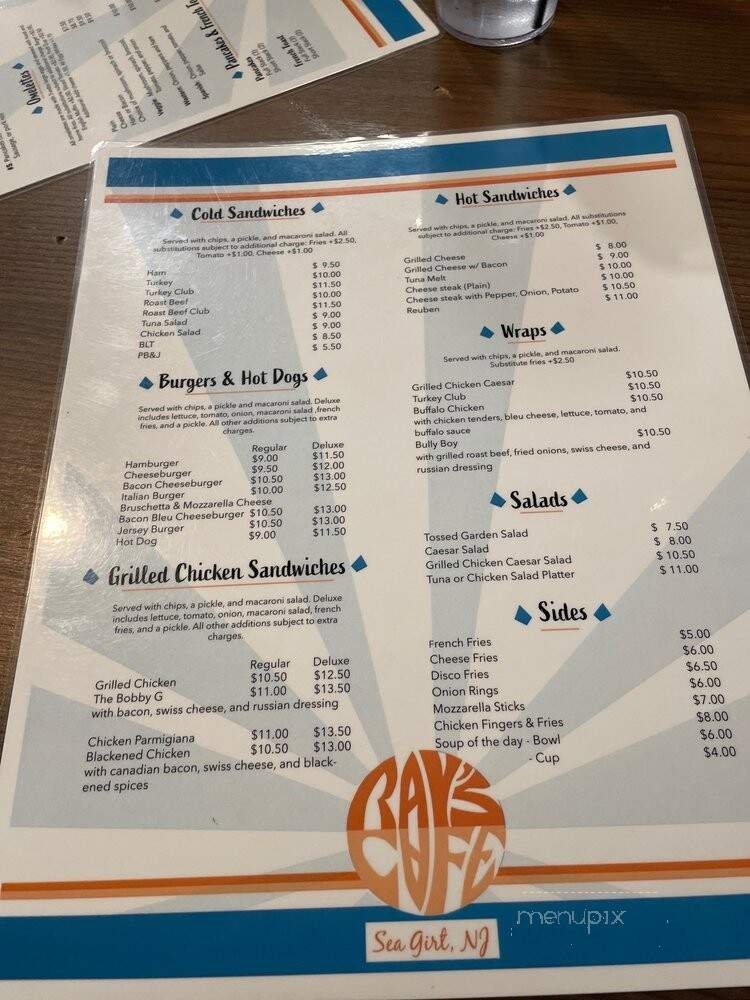 Omelettes
Pancakes & French To
Pancakes
French Toast
Cold Sandwiches
Served with chips, a pickle, and macaroni salad. All
substitutions subject to additional charge: Fries +$2.50,
Tomato +$1.00, Cheese +$1.00
Ham $ 9.50
Turkey $10.00
Turkey Club $11.50
Roast Beef $10.00
Roast Beef Club $11.50
Tuna Salad $ 9.00
Chicken Salad $ 9.00
BLT $ 8.50
PB&J $ 5.50
Burgers & Hot Dogs
Served with chips, a pickle and macaroni salad. Deluxe
includes lettuce, tomato, onion, macaroni salad ,french
fries, and a pickle. All other additions subject to extra
charges.
Regular Deluxe
Hamburger $9.00 $11.50
Cheeseburger $9.50 $12.00
Bacon Cheeseburger $10.50 $13.00
Italian Burger $10.00 $12.50
Bruschetta & Mozzarella Cheese
Bacon Bleu Cheeseburger $10.50 $13.00
Jersey Burger $10.50 $13.00
Hot Dog $9.00 $11.50
Grilled Chicken Sandwiches
Served with chips, a pickle, and macaroni salad. Deluxe
includes lettuce, tomato, onion, macaroni salad, french
fries, and a pickle. All other additions subject to extra
charges.
Regular Deluxe
Grilled Chicken $10.50 $12.50
The Bobby G $11.00 $13.50
with bacon, swiss cheese, and russian dressing
Chicken Parmigiana $11.00 $13.50
Blackened Chicken $10.50 $13.00
with canadian bacon, swiss cheese, and black-
ened spices
Hot Sandwiches
Served with chips, a pickle, and macaroni salad. All substitutions
subject to additional charge: Fries +$2.50, Tomato +$1.00,
Cheese +$1.00
Grilled Cheese $ 8.00
Grilled Cheese w/ Bacon $ 9.00
Tuna Melt $ 10.00
Cheese steak (Plain) $ 10.00
Cheese steak with Pepper, Onion, Potato $ 10.50
Reuben $ 11.00
Wraps
Served with chips, a pickle, and macaroni salad.
Substitute fries +$2.50
Grilled Chicken Caesar $10.50
Turkey Club $10.50
Buffalo Chicken $10.50
with chicken tenders, bleu cheese, lettuce, tomato, and
buffalo sauce
Bully Boy $10.50
with grilled roast beef, fried onions, swiss cheese, and
russian dressing
Salads
Tossed Garden Salad $ 7.50
Caesar Salad $ 8.00
Grilled Chicken Caesar Salad $ 10.50
Tuna or Chicken Salad Platter $ 11.00
Sides
French Fries $5.00
Cheese Fries $6.00
Disco Fries $6.50
Onion Rings $6.00
Mozzarella Sticks $7.00
Chicken Fingers & Fries $8.00
Soup of the day - Bowl $6.00
- Cup $4.00
RAY'S
CAFE
Sea Girt, NJ
menupix